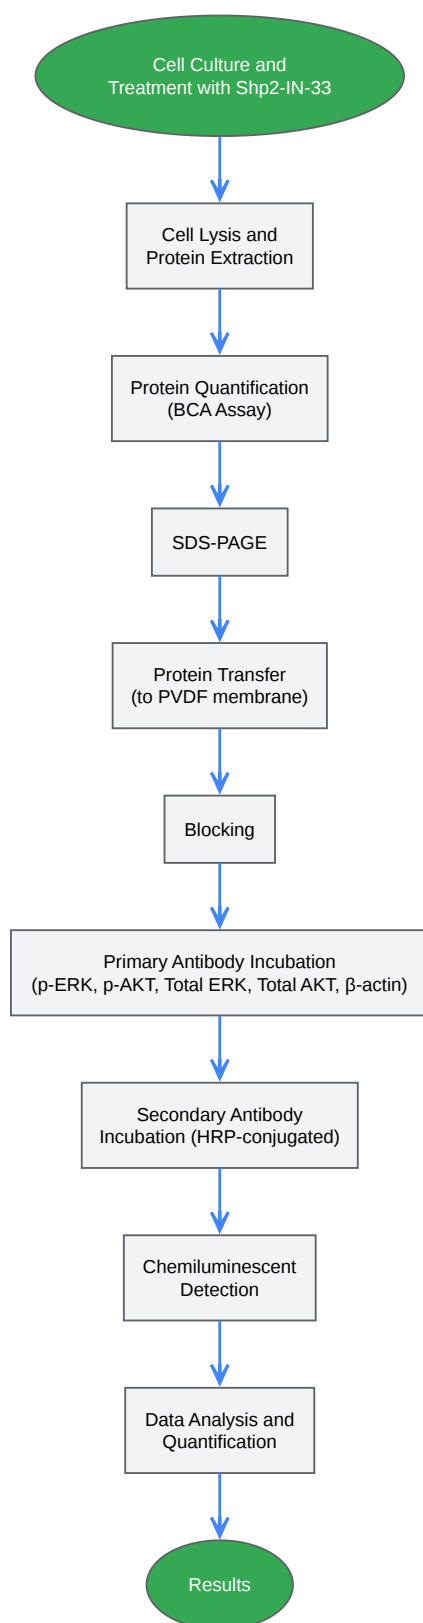 Cell Culture and
Treatment with Shp2-IN-33
Cell Lysis and
Protein Extraction
Protein Quantification
(BCA Assay)
SDS-PAGE
Protein Transfer
(to PVDF membrane)
Blocking
Primary Antibody Incubation
(p-ERK, p-AKT, Total ERK, Total AKT, β-actin)
Secondary Antibody
Incubation (HRP-conjugated)
Chemiluminescent
Detection
Data Analysis and
Quantification
Results